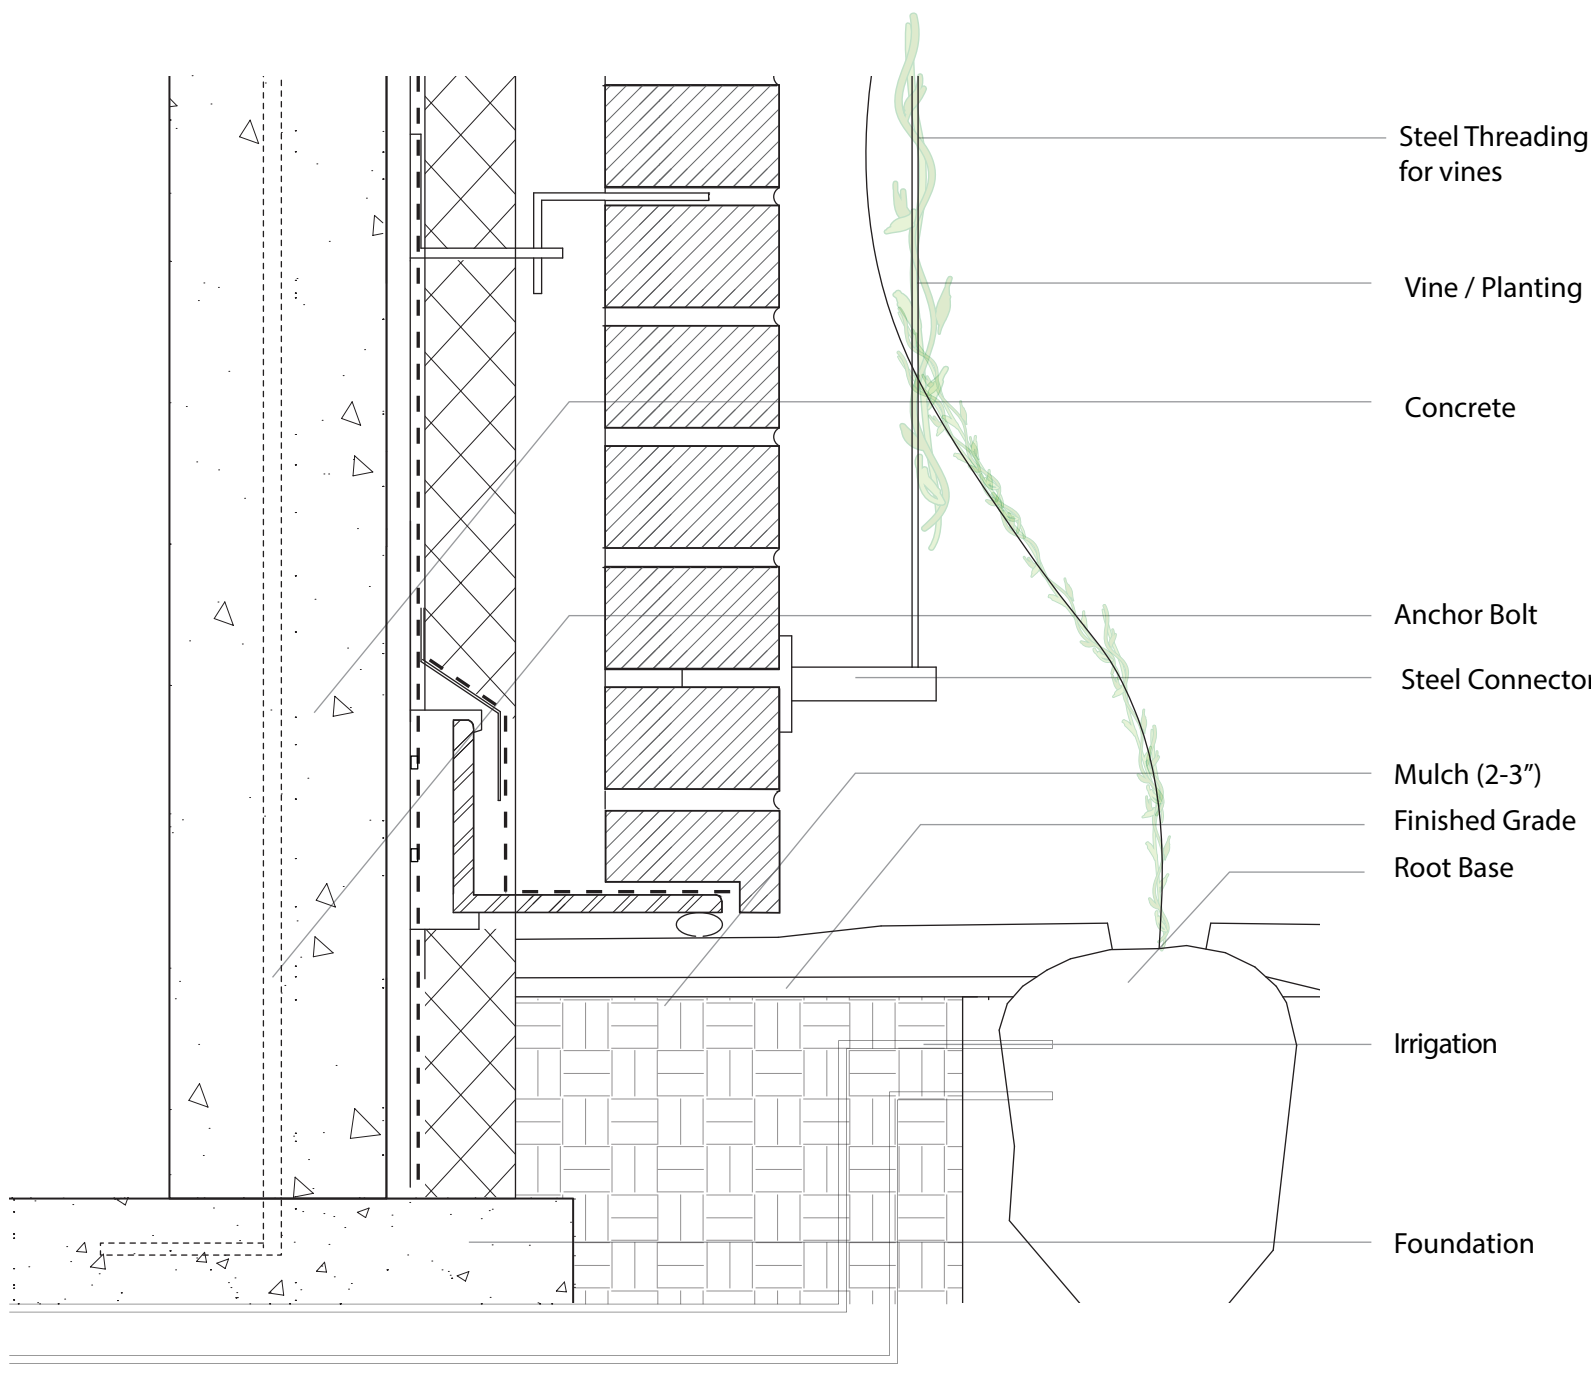 Steel Threading
for vines
Vine / Planting
Concrete
Anchor Bolt
Steel Connector
Mulch (2-3”)
Finished Grade
Root Base
Irrigation
Foundation